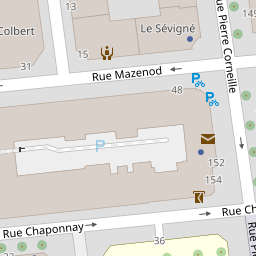 Colbert
Le Sévigné
Rue Pierre Corneille
15
13
31
Rue Mazenod
P
48
P
P
152
154
Rue Chaponnay
Rue Ch
36